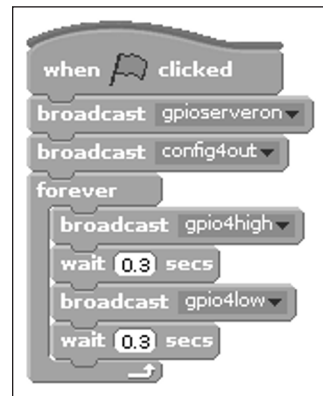 when clicked
broadcast gpioserveron
broadcast config4out
forever
broadcast gpio4high
wait 0.3 secs
broadcast gpio4low
wait 0.3 secs